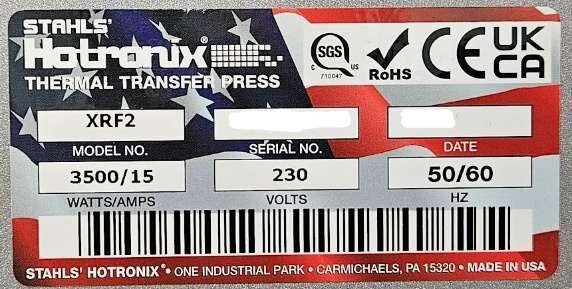 STAHLS'
Hotronix®
THERMAL TRANSFER PRESS
SGS
C US
710047
RoHS
CE
UK
CA
XRF2
MODEL NO.
SERIAL NO.
DATE
3500/15
230
50/60
WATTS/AMPS
VOLTS
HZ
STAHLS' HOTRONIX® • ONE INDUSTRIAL PARK • CARMICHAELS, PA 15320 • MADE IN USA